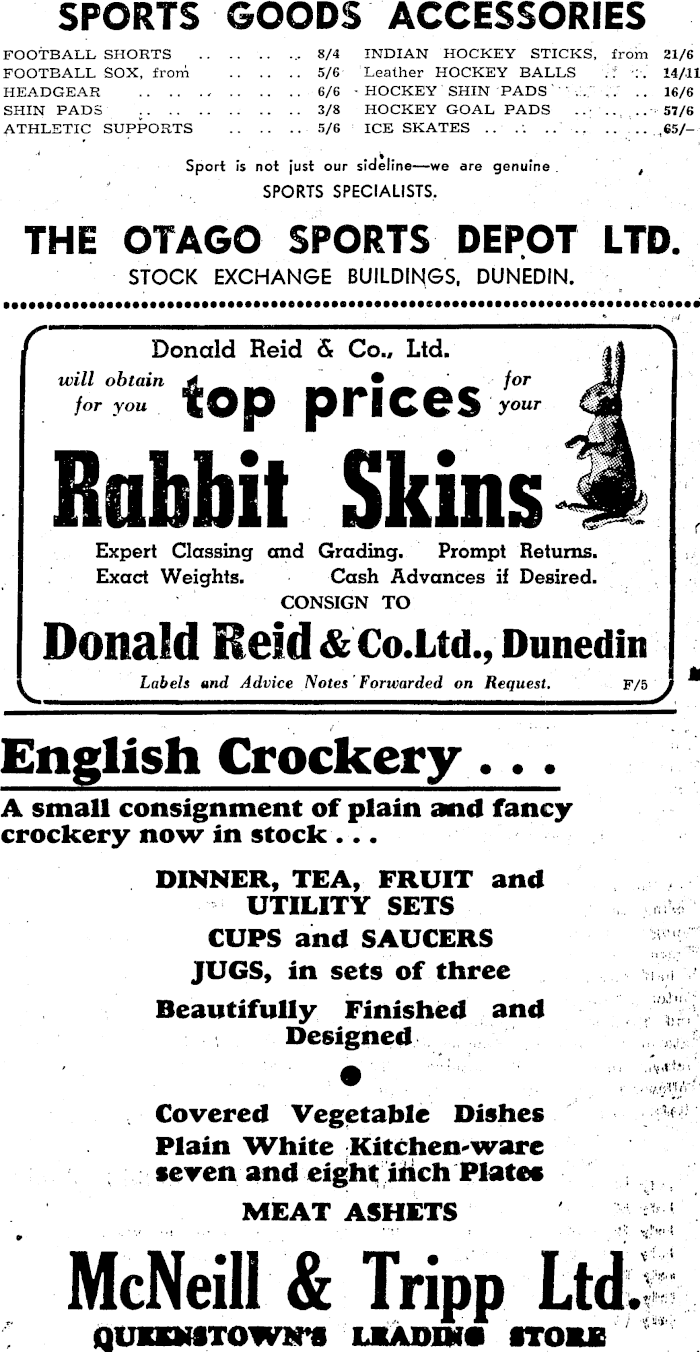 SPORTS GOODS ACCESSORIES
FOOTBALL SHORTS .. .. .. .. 8/4
FOOTBALL SOX, from .. .. .. 5/6
HEADGEAR .. .. .. .. .. 6/6
SHIN PADS .. .. .. .. .. 3/8
ATHLETIC SUPPORTS .. .. .. 5/6
INDIAN HOCKEY STICKS, from 21/6
Leather HOCKEY BALLS .. .. 14/11
HOCKEY SHIN PADS .. .. .. 16/6
HOCKEY GOAL PADS .. .. .. 57/6
ICE SKATES .. .. .. .. .. 65/–
Sport is not just our sideline—we are genuine
SPORTS SPECIALISTS.
THE OTAGO SPORTS DEPOT LTD.
STOCK EXCHANGE BUILDINGS, DUNEDIN.
Donald Reid & Co., Ltd.
will obtain for you top prices for your
Rabbit Skins
Expert Classing and Grading. Prompt Returns.
Exact Weights. Cash Advances if Desired.
CONSIGN TO
Donald Reid & Co. Ltd., Dunedin
Labels and Advice Notes Forwarded on Request. F/5
English Crockery . . .
A small consignment of plain and fancy
crockery now in stock . . .
DINNER, TEA, FRUIT and
UTILITY SETS
CUPS and SAUCERS
JUGS, in sets of three
Beautifully Finished and
Designed
Covered Vegetable Dishes
Plain White Kitchen-ware
seven and eight inch Plates
MEAT ASHETS
McNeill & Tripp Ltd.
QUEENSTOWN'S LEADING STORE